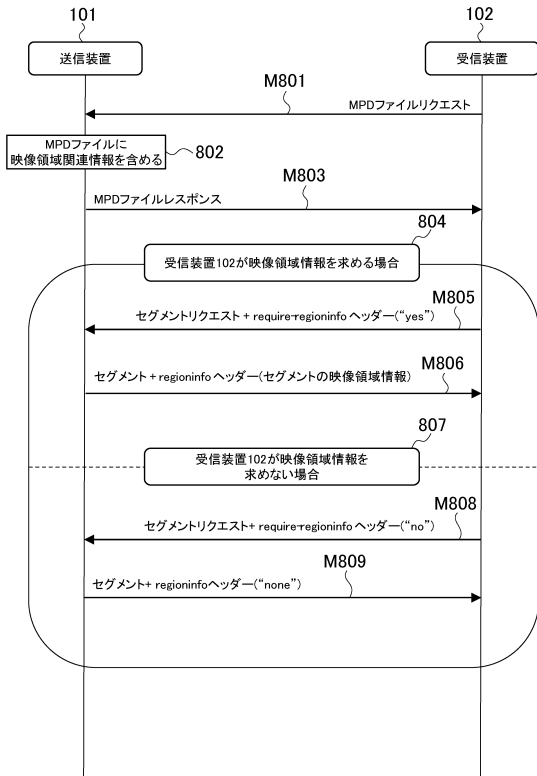 101
102
送信装置
受信装置
M801
MPDファイルリクエスト
MPDファイルに
映像領域関連情報を含める
802
M803
MPDファイルレスポンス
804
受信装置102が映像領域情報を求める場合
M805
セグメントリクエスト + require-regioninfo ヘッダー(“yes”)
M806
セグメント + regioninfo ヘッダー(セグメントの映像領域情報)
807
受信装置102が映像領域情報を
求めない場合
M808
セグメントリクエスト+ require-regioninfo ヘッダー(“no”)
M809
セグメント+ regioninfoヘッダー(“none”)